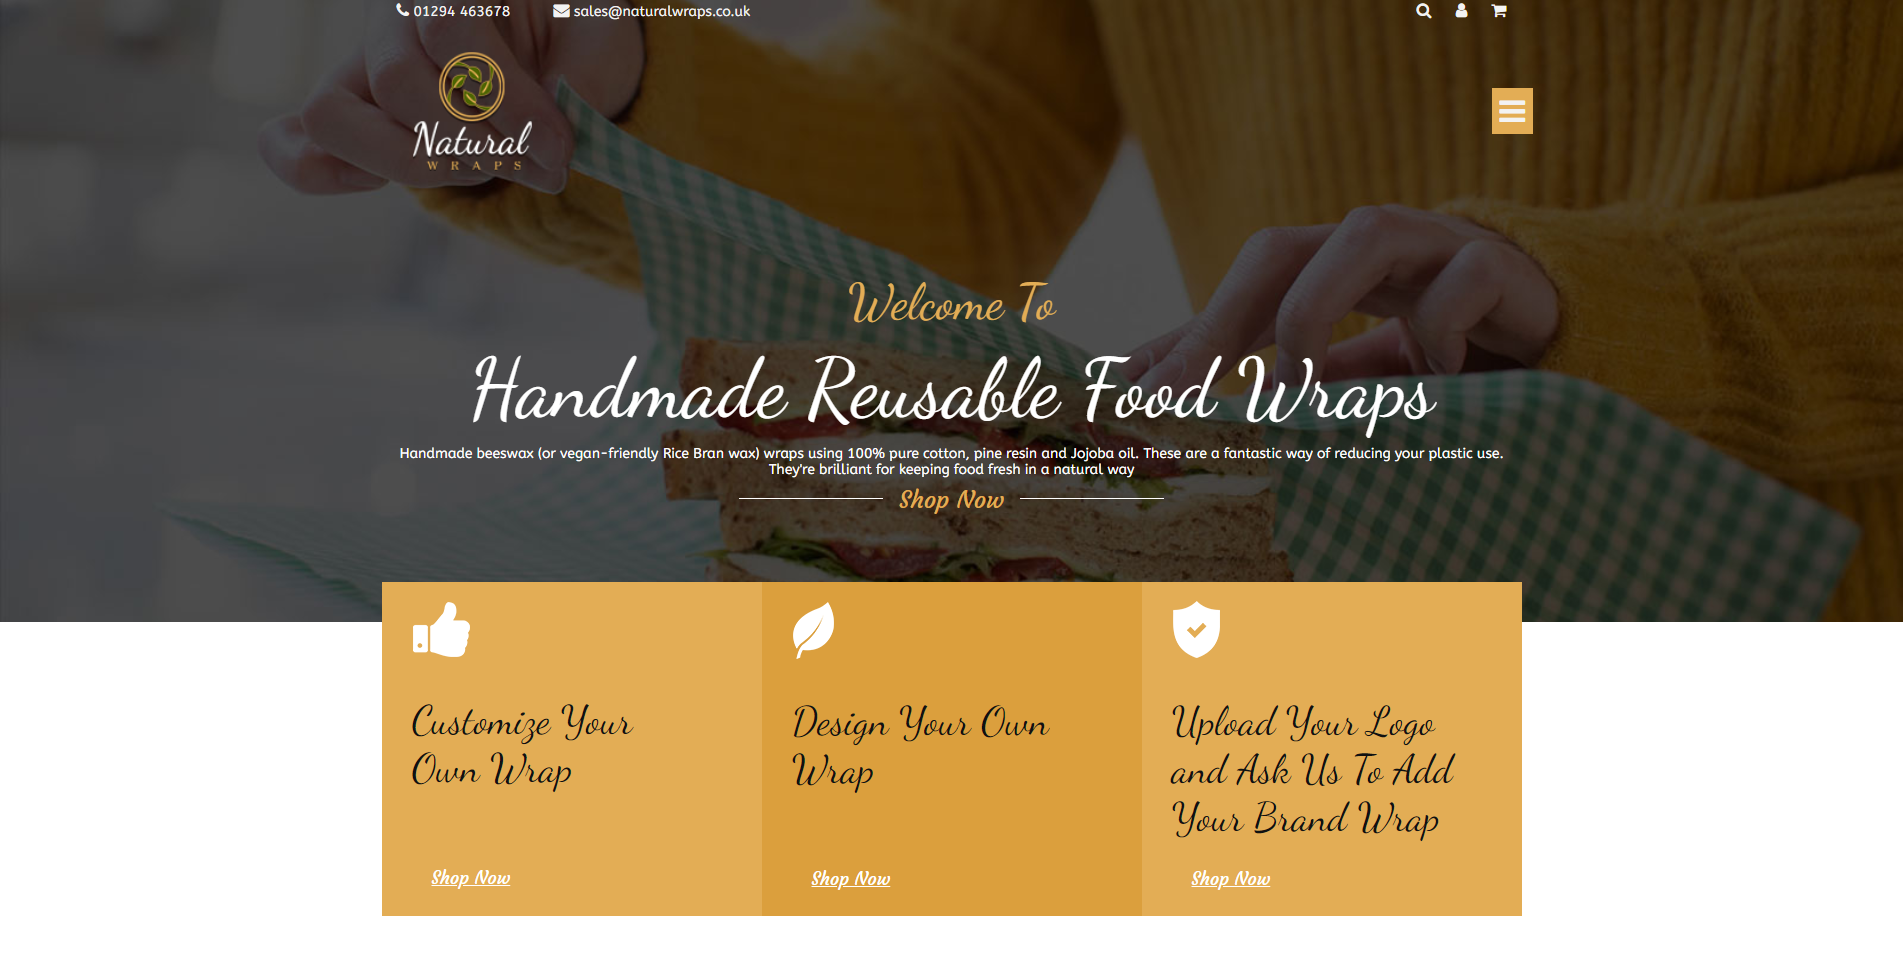 01294 463678
sales@naturalwraps.co.uk
Natural
WRAPS
Welcome To
Handmade Reusable Food Wraps
Handmade beeswax (or vegan-friendly Rice Bran wax) wraps using 100% pure cotton, pine resin and Jojoba oil. These are a fantastic way of reducing your plastic use.
They're brilliant for keeping food fresh in a natural way
Shop Now
Customize Your
Own Wrap
Shop Now
Design Your Own
Wrap
Shop Now
Upload Your Logo
and Ask Us To Add
Your Brand Wrap
Shop Now